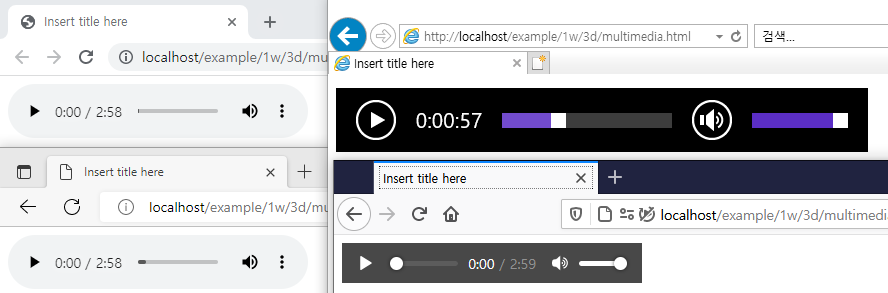 Insert title here
localhost/example/1w/3d/mu
0:00 / 2:58
Insert title here
localhost/example/1w/3d/mu
0:00 / 2:58
http://localhost/example/1w/3d/multimedia.html
검색...
Insert title here
0:00:57
Insert title here
localhost/example/1w/3d/multimedia
0:00 / 2:59